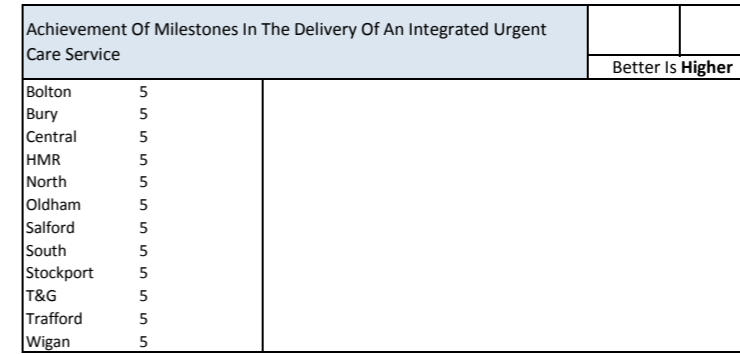 Achievement Of Milestones In The Delivery Of An Integrated Urgent
Care Service
Better Is Higher
Bolton 5
Bury 5
Central 5
HMR 5
North 5
Oldham 5
Salford 5
South 5
Stockport 5
T&G 5
Trafford 5
Wigan 5